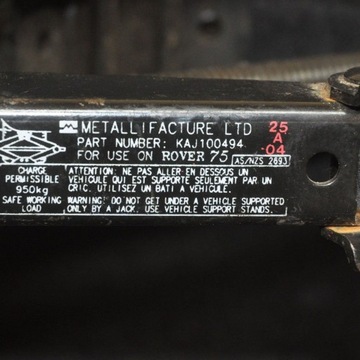 METALLIFACTURE LTD
PART NUMBER: KAJ100494
FOR USE ON ROVER 75
AS/NZS 2693
25
A
04
CHARGE
PERMISSIBLE
950kg
SAFE WORKING
LOAD
ATTENTION: NE PAS ALLER EN DESSOUS UN
VEHICULE QUI EST SUPPORTE SEULEMENT PAR UN
CRIC. UTILISEZ UN BATI A VEHICULE.
WARNING: DO NOT GET UNDER A VEHICLE SUPPORTED
ONLY BY A JACK. USE VEHICLE SUPPORT STANDS.